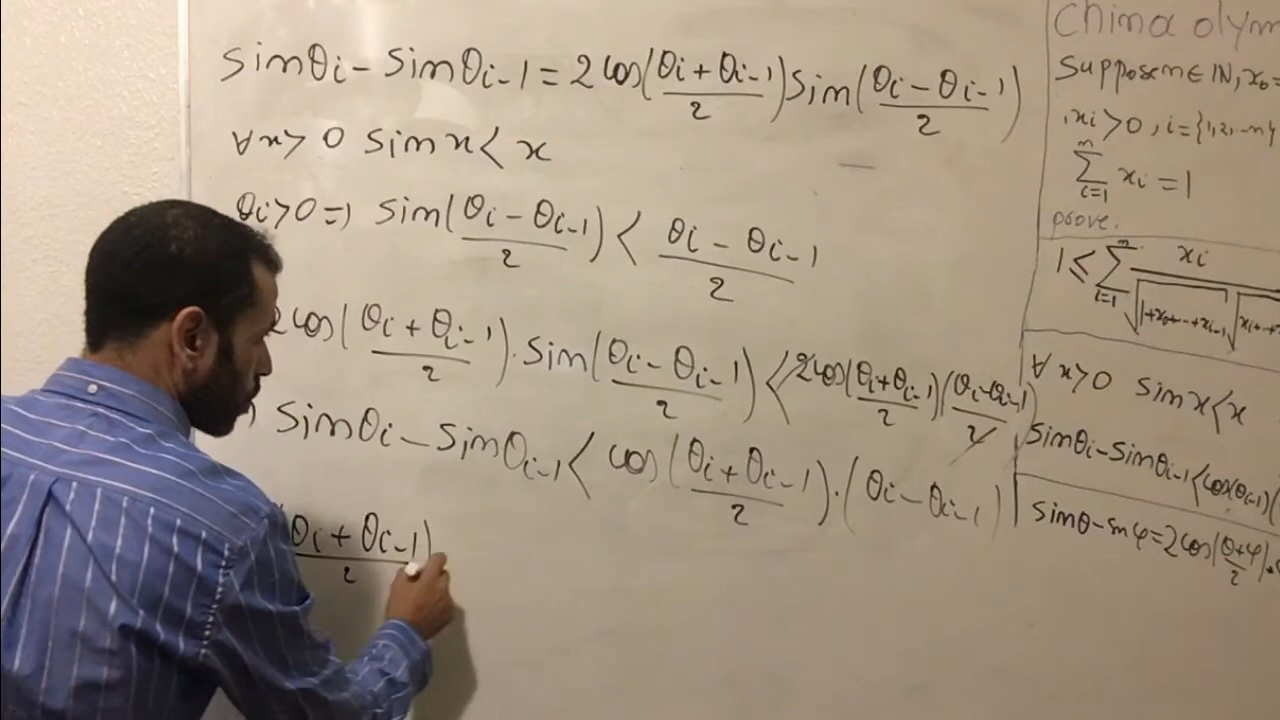 sinθi − sinθi−1 = 2cos(θi + θi−1 / 2) sin(θi − θi−1 / 2)
∀x>0 sinx < x
θi>0 ⇒ sin(θi − θi−1 / 2) < θi − θi−1 / 2
2cos(θi + θi−1 / 2) · sin(θi − θi−1 / 2) < 2cos(θi+θi−1 / 2)(θi−θi−1 / 2)
sinθi − sinθi−1 < cos(θi + θi−1 / 2) · (θi − θi−1)
(θi + θi−1 / 2)
China olym
Suppose n ∈ IN, x0 =
, xi > 0, i = {1,2,..n}
n Σ i=1 xi = 1
prove.
1 ≤ n Σ i=1 xi / √1+x0+..+xi−1 √xi+..+
∀x>0 sinx < x
sinθi − sinθi−1 < cos(θi−1)(
sinθ − sinφ = 2cos(θ+φ / 2).